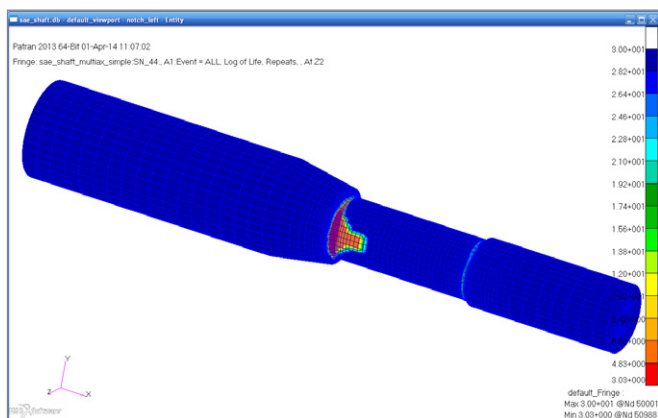 sae_shaft.db - default_viewport - notch_left - Entity
Patran 2013 64-Bit 01-Apr-14 11:07:02
Fringe: sae_shaft_multiax_simple:SN_44:, A1:Event = ALL, Log of Life, Repeats, , At Z2
3.00+001
2.82+001
2.64+001
2.46+001
2.28+001
2.10+001
1.92+001
1.74+001
1.56+001
1.38+001
1.20+001
4.83+000
3.03+000
Y
Z
X
default_Fringe :
Max 3.00+001 @Nd 50001
Min 3.03+000 @Nd 5098